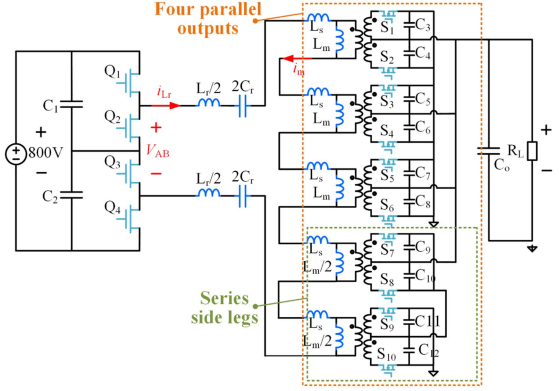 Four parallel
outputs
Series
side legs
800V
+
−
C1
C2
Q1
Q2
Q3
Q4
iLr
+
VAB
−
Lr/2
2Cr
Lr/2
2Cr
im
Ls
Lm
S1
S2
C3
C4
Ls
Lm
S3
S4
C5
C6
Ls
Lm
S5
S6
C7
C8
Ls
Lm/2
S7
S8
C9
C10
Ls
Lm/2
S9
S10
C11
C12
Co
RL
+
−